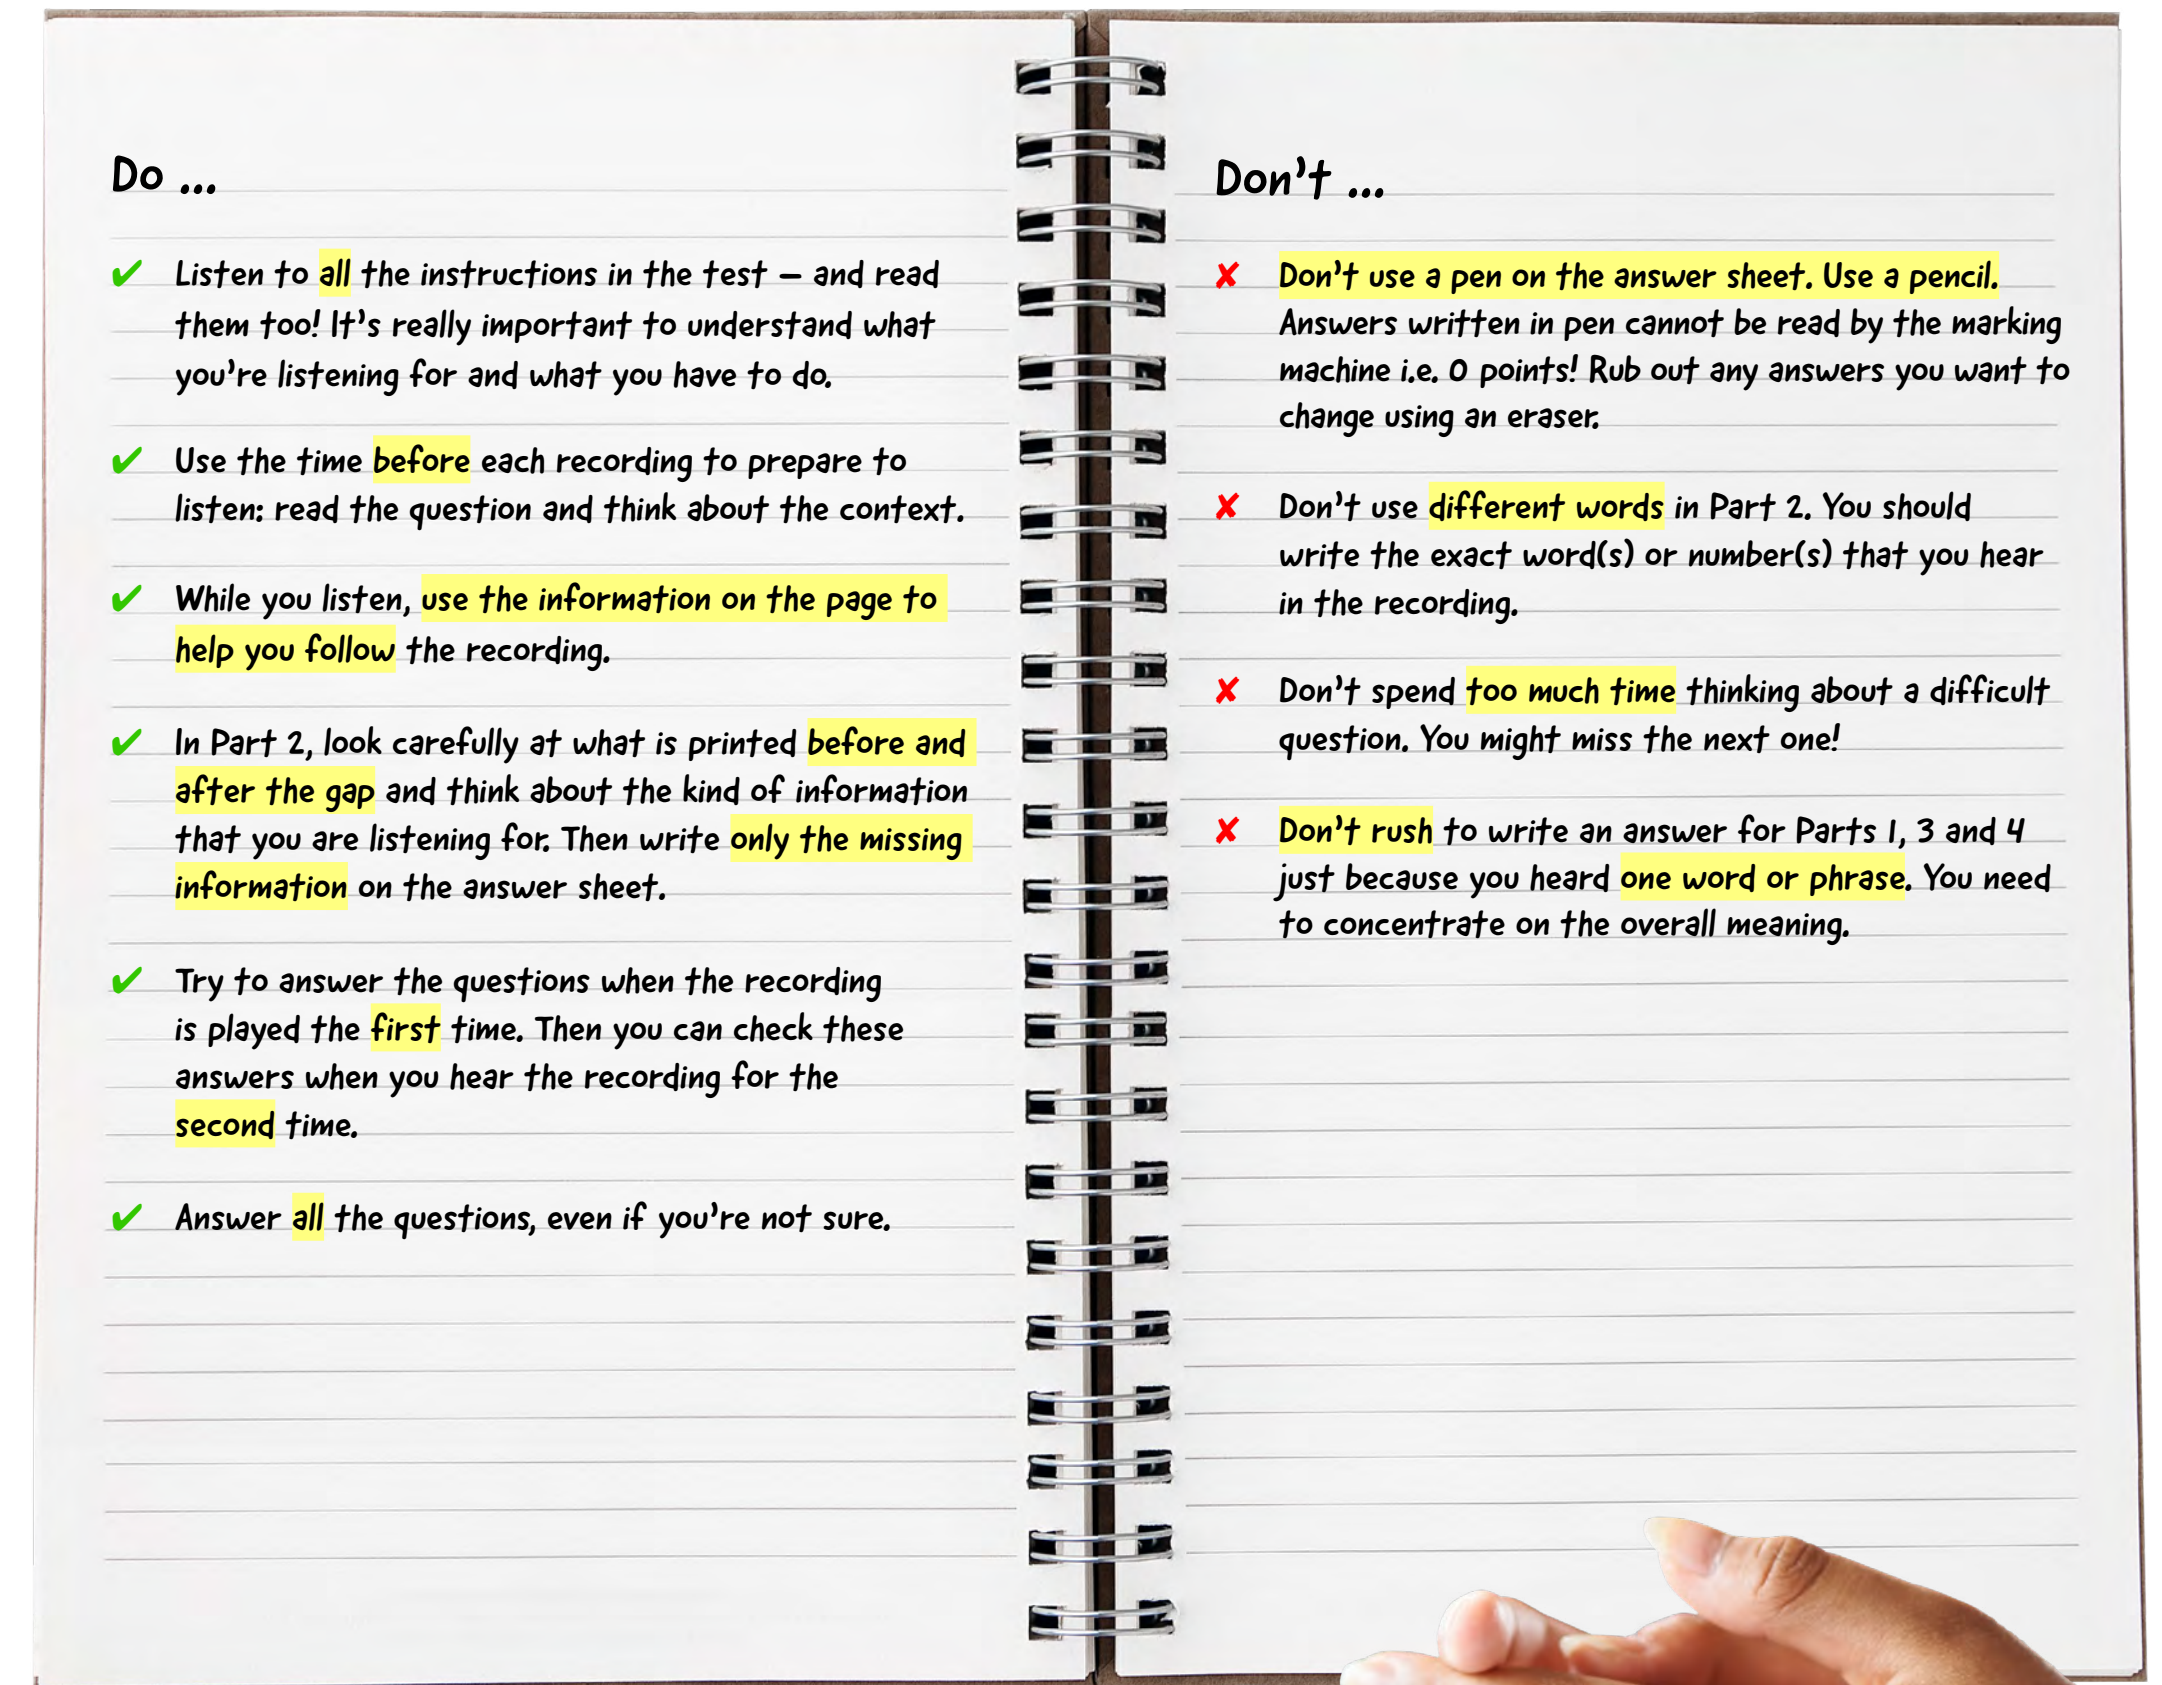 Do ...
✔ Listen to all the instructions in the test – and read
them too! It's really important to understand what
you're listening for and what you have to do.
✔ Use the time before each recording to prepare to
listen: read the question and think about the context.
✔ While you listen, use the information on the page to
help you follow the recording.
✔ In Part 2, look carefully at what is printed before and
after the gap and think about the kind of information
that you are listening for. Then write only the missing
information on the answer sheet.
✔ Try to answer the questions when the recording
is played the first time. Then you can check these
answers when you hear the recording for the
second time.
✔ Answer all the questions, even if you're not sure.
Don't ...
✘ Don't use a pen on the answer sheet. Use a pencil.
Answers written in pen cannot be read by the marking
machine i.e. 0 points! Rub out any answers you want to
change using an eraser.
✘ Don't use different words in Part 2. You should
write the exact word(s) or number(s) that you hear
in the recording.
✘ Don't spend too much time thinking about a difficult
question. You might miss the next one!
✘ Don't rush to write an answer for Parts 1, 3 and 4
just because you heard one word or phrase. You need
to concentrate on the overall meaning.